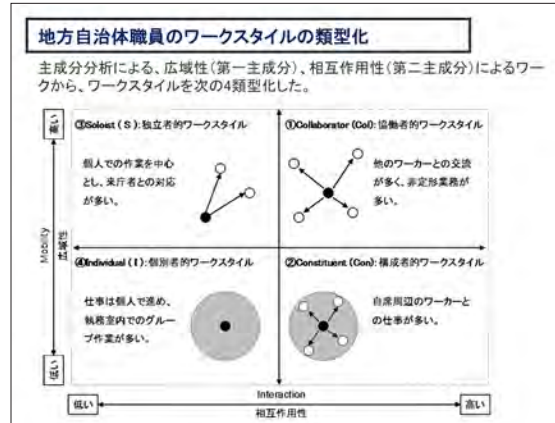 地方自治体職員のワークスタイルの類型化
主成分分析による、広域性(第一主成分)、相互作用性(第二主成分)によるワー
クから、ワークスタイルを次の4類型化した。
高い
③Soloist(S):独立者的ワークスタイル
個人での作業を中心
とし、来庁者との対応
が多い。
①Collaborator(Col):協働者的ワークスタイル
他のワーカーとの交流
が多く、非定形業務が
多い。
Mobility
広域性
④Individual(I):個別者的ワークスタイル
仕事は個人で進め、
執務室内でのグルー
プ作業が多い。
②Constituent(Con):構成者的ワークスタイル
自席周辺のワーカーと
の仕事が多い。
低い
低い
Interaction
相互作用性
高い